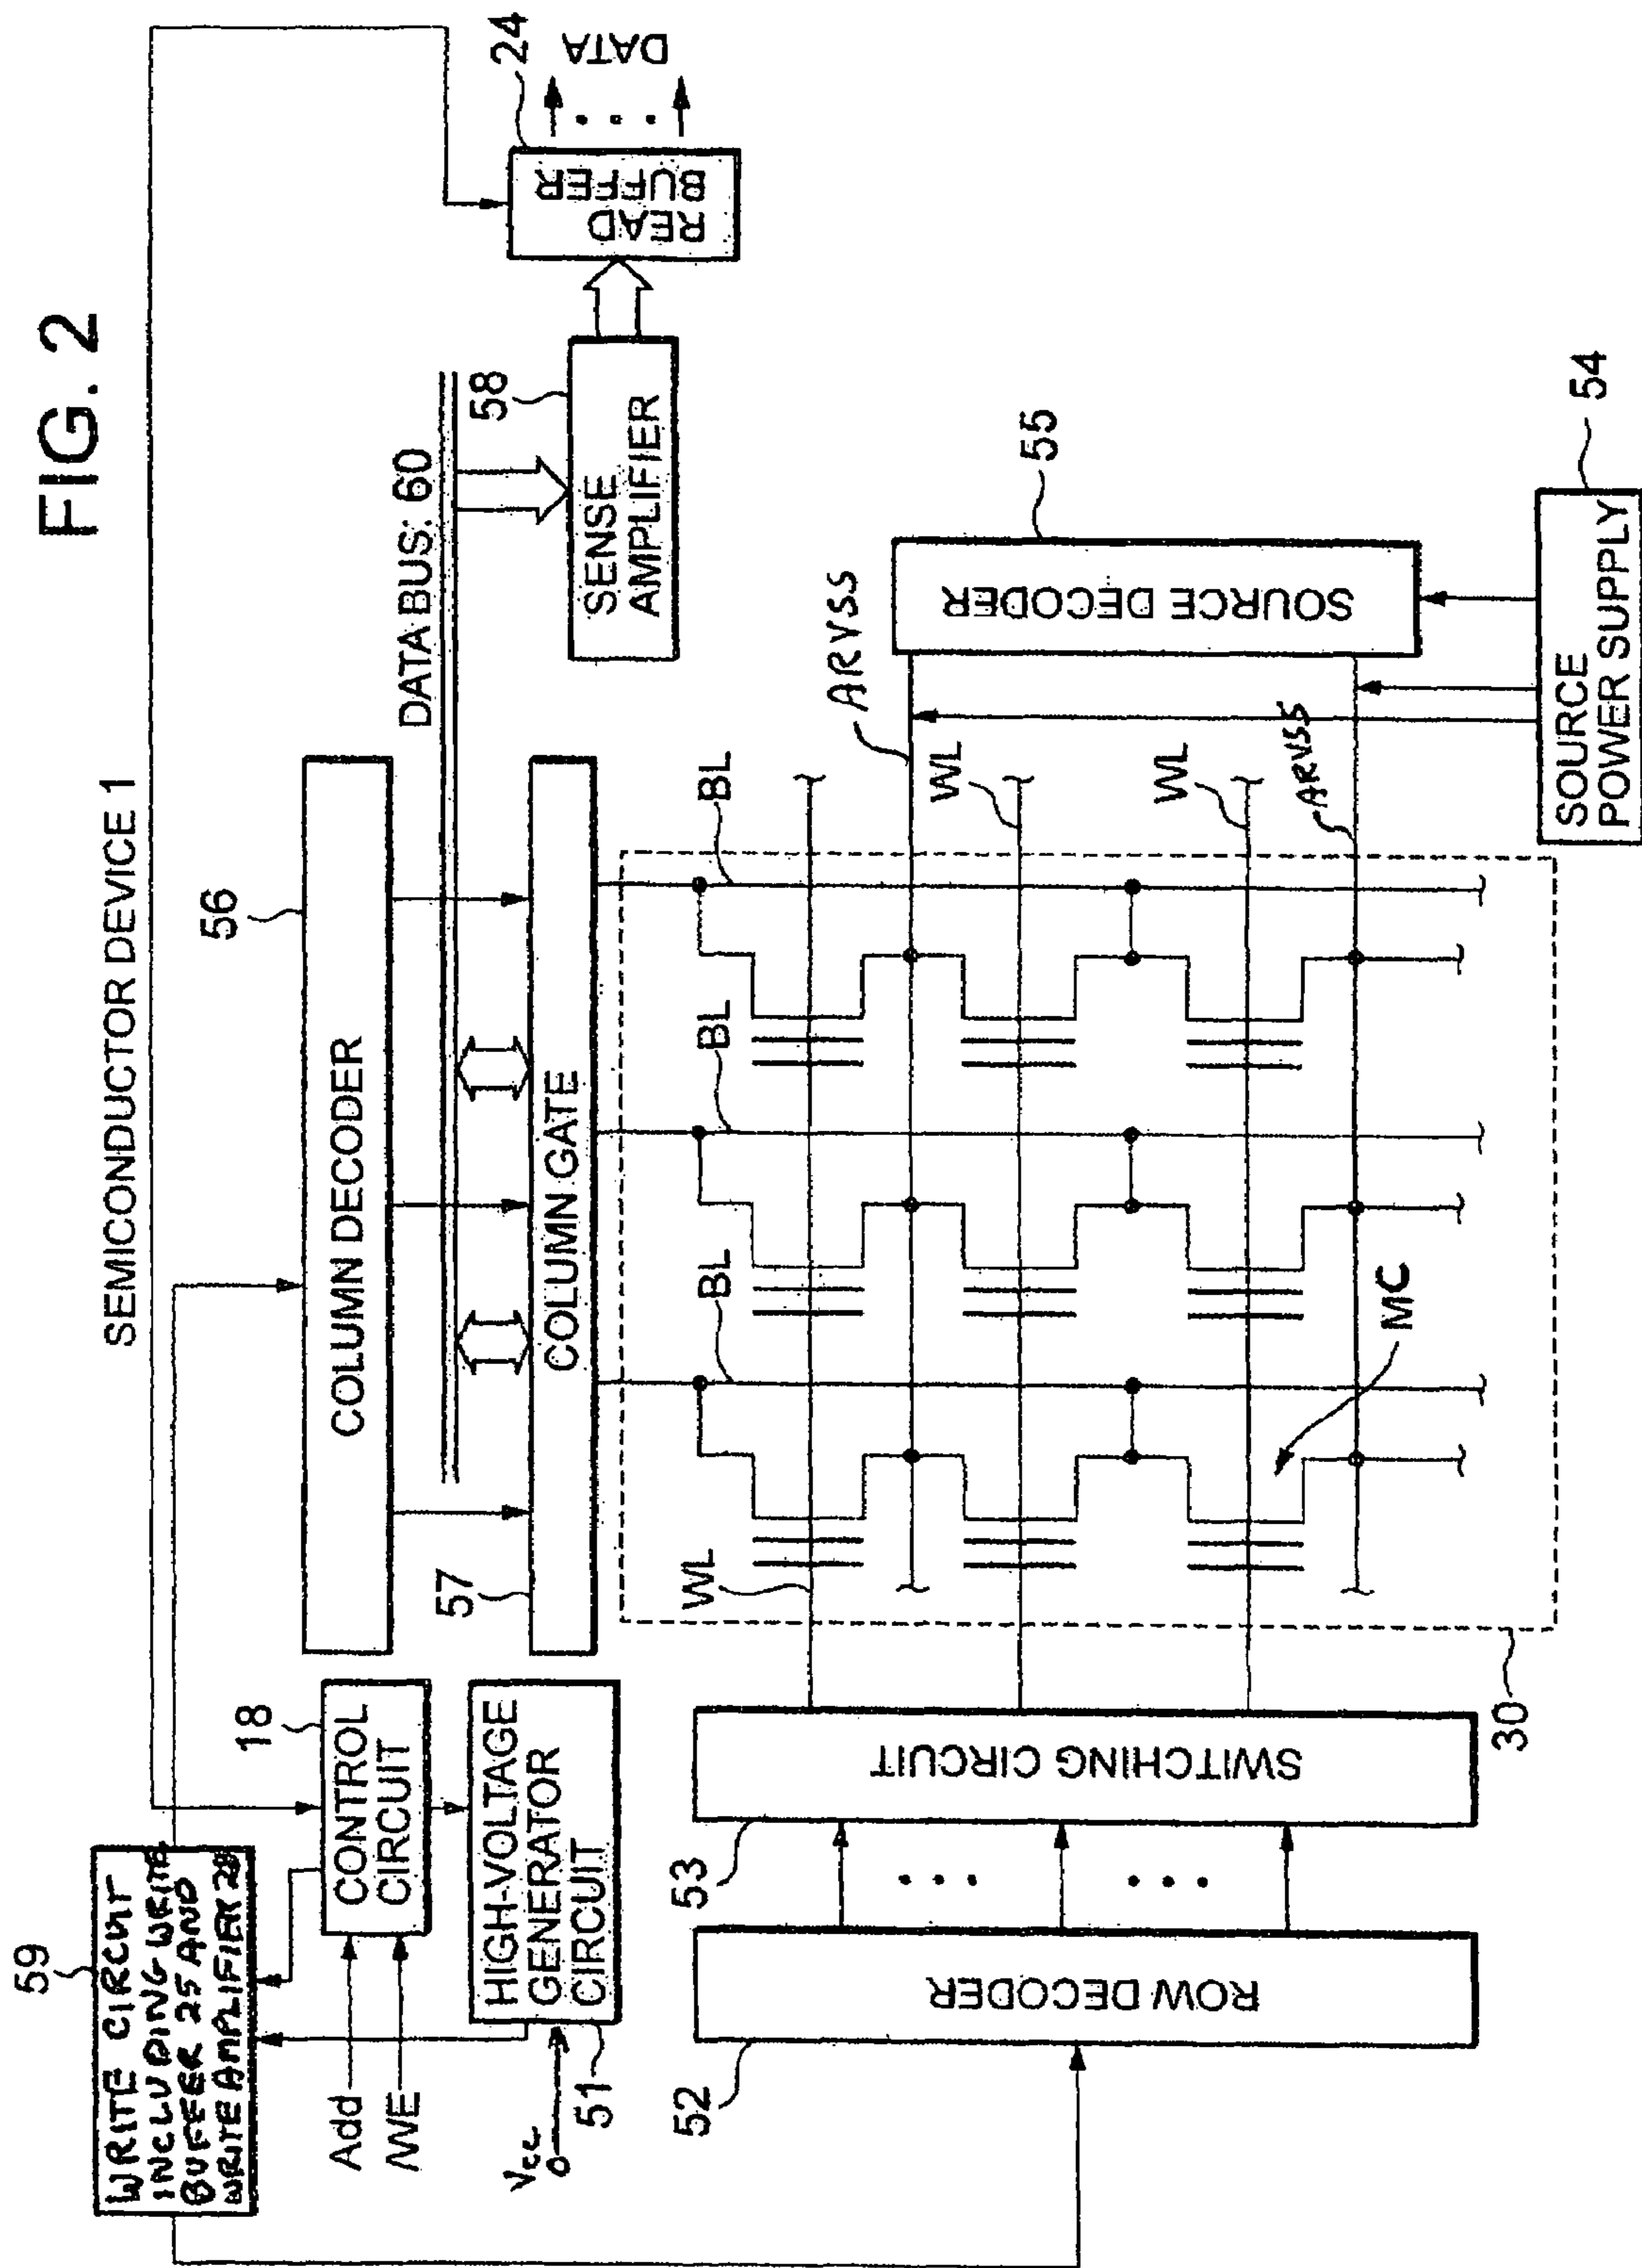 FIG. 2
SEMICONDUCTOR DEVICE 1
59
WRITE CIRCUIT
INCLUDING WRITE
BUFFER 25 AND
WRITE AMPLIFIER 28
Add
/WE
18
CONTROL
CIRCUIT
Vcc
HIGH-VOLTAGE
GENERATOR
CIRCUIT
51
56
COLUMN DECODER
DATA BUS: 60
57
COLUMN GATE
58
SENSE
AMPLIFIER
READ
BUFFER
24
DATA
52
ROW DECODER
53
SWITCHING CIRCUIT
WL
BL
BL
BL
ARVSS
WL
WL
ARVSS
MC
30
SOURCE DECODER
55
SOURCE
POWER SUPPLY
54